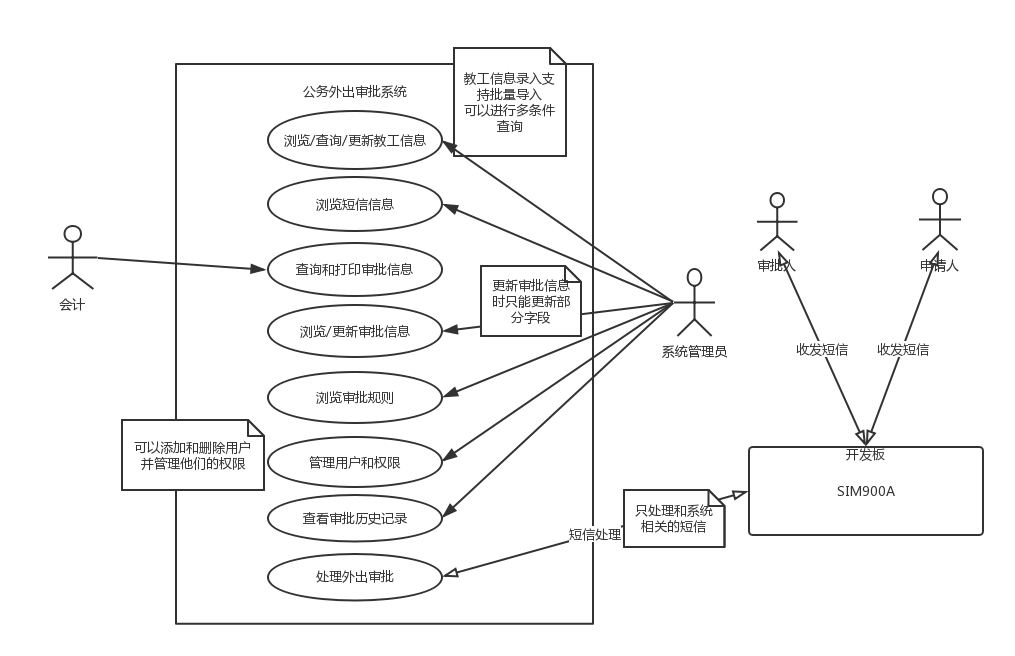 教工信息录入支
持批量导入
可以进行多条件
查询
公务外出审批系统
浏览/查询/更新教工信息
浏览短信信息
查询和打印审批信息
浏览/更新审批信息
浏览审批规则
管理用户和权限
查看审批历史记录
处理外出审批
会计
更新审批信息
时只能更新部
分字段
系统管理员
审批人
申请人
收发短信
收发短信
可以添加和删除用户
并管理他们的权限
开发板
SIM900A
只处理和系统
相关的短信
短信处理